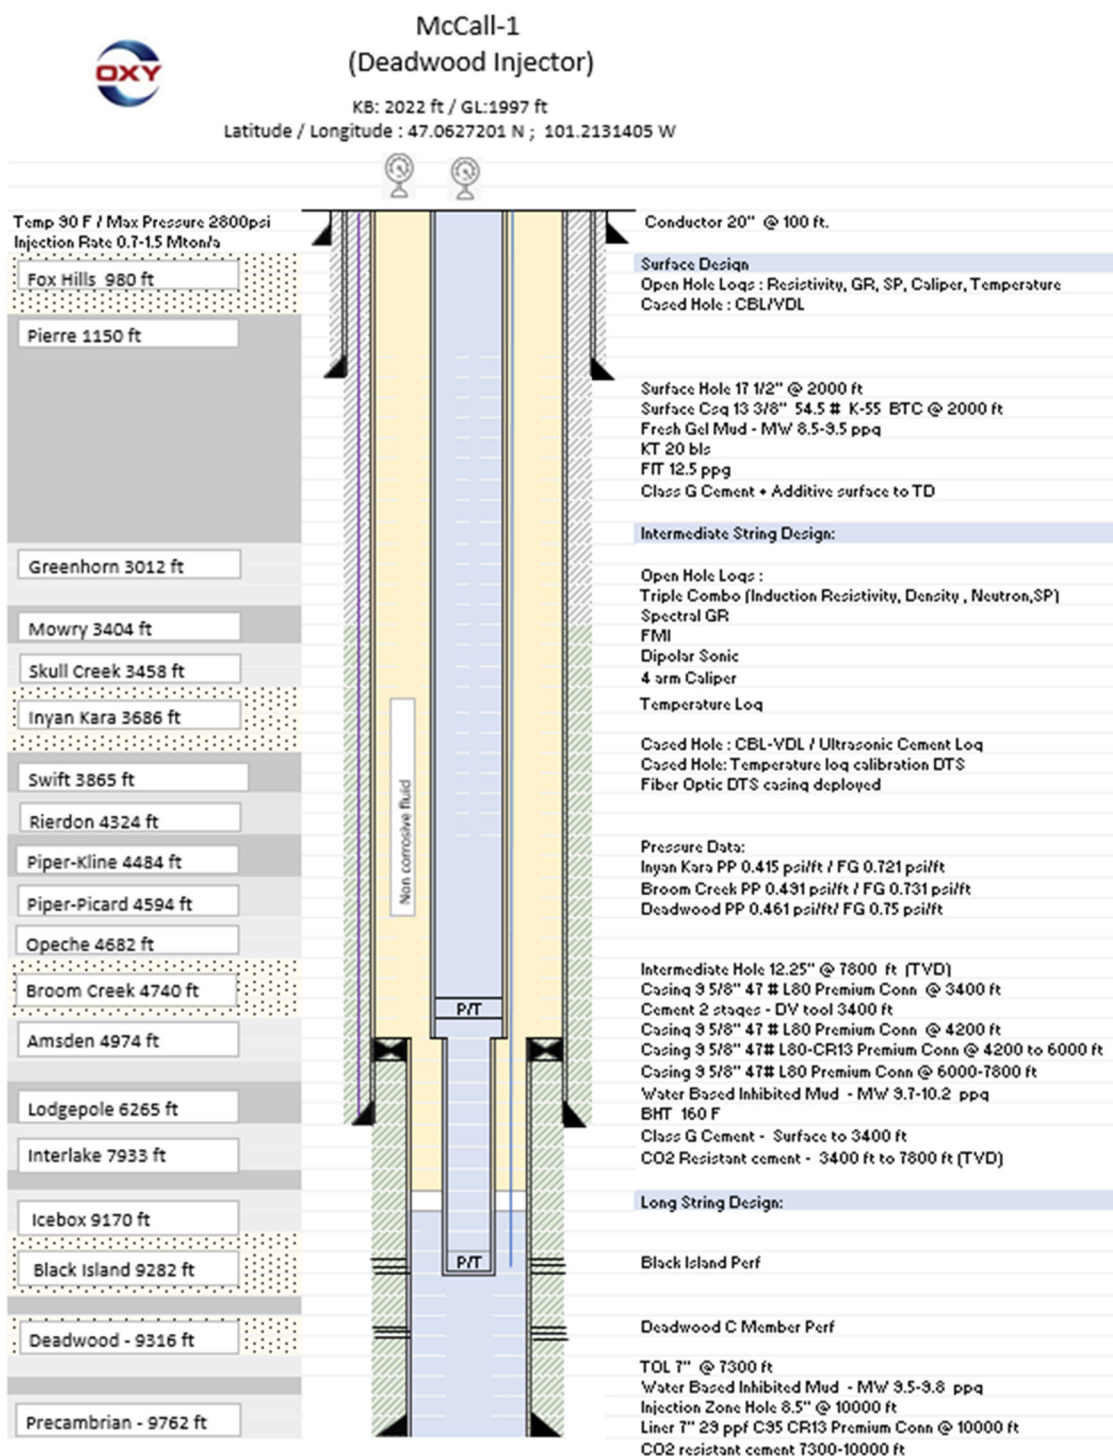 McCall-1
(Deadwood Injector)
OXY
KB: 2022 ft / GL:1997 ft
Latitude / Longitude : 47.0627201 N ; 101.2131405 W
Temp 90 F / Max Pressure 2800psi
Injection Rate 0.7-1.5 Mton/a
Fox Hills 980 ft
Pierre 1150 ft
Greenhorn 3012 ft
Mowry 3404 ft
Skull Creek 3458 ft
Inyan Kara 3686 ft
Swift 3865 ft
Rierdon 4324 ft
Piper-Kline 4484 ft
Piper-Picard 4594 ft
Opeche 4682 ft
Broom Creek 4740 ft
Amsden 4974 ft
Lodgepole 6265 ft
Interlake 7933 ft
Icebox 9170 ft
Black Island 9282 ft
Deadwood - 9316 ft
Precambrian - 9762 ft
Non corrosive fluid
P/T
P/T
Conductor 20" @ 100 ft.
Surface Design
Open Hole Logs : Resistivity, GR, SP, Caliper, Temperature
Cased Hole : CBL/VDL
Surface Hole 17 1/2" @ 2000 ft
Surface Csg 13 3/8" 54.5 # K-55 BTC @ 2000 ft
Fresh Gel Mud - MW 8.5-9.5 ppg
KT 20 bls
FIT 12.5 ppg
Class G Cement + Additive surface to TD
Intermediate String Design:
Open Hole Logs :
Triple Combo (Induction Resistivity, Density , Neutron,SP)
Spectral GR
FMI
Dipolar Sonic
4 arm Caliper
Temperature Log
Cased Hole : CBL-VDL / Ultrasonic Cement Log
Cased Hole: Temperature log calibration DTS
Fiber Optic DTS casing deployed
Pressure Data:
Inyan Kara PP 0.415 psi/ft / FG 0.721 psi/ft
Broom Creek PP 0.491 psi/ft / FG 0.731 psi/ft
Deadwood PP 0.461 psi/ft/ FG 0.75 psi/ft
Intermediate Hole 12.25" @ 7800 ft (TVD)
Casing 9 5/8" 47 # L80 Premium Conn @ 3400 ft
Cement 2 stages - DV tool 3400 ft
Casing 9 5/8" 47 # L80 Premium Conn @ 4200 ft
Casing 9 5/8" 47# L80-CR13 Premium Conn @ 4200 to 6000 ft
Casing 9 5/8" 47# L80 Premium Conn @ 6000-7800 ft
Water Based Inhibited Mud - MW 9.7-10.2 ppg
BHT 160 F
Class G Cement - Surface to 3400 ft
CO2 Resistant cement - 3400 ft to 7800 ft (TVD)
Long String Design:
Black Island Perf
Deadwood C Member Perf
TOL 7" @ 7300 ft
Water Based Inhibited Mud - MW 9.5-9.8 ppg
Injection Zone Hole 8.5" @ 10000 ft
Liner 7" 29 ppf C95 CR13 Premium Conn @ 10000 ft
CO2 resistant cement 7300-10000 ft